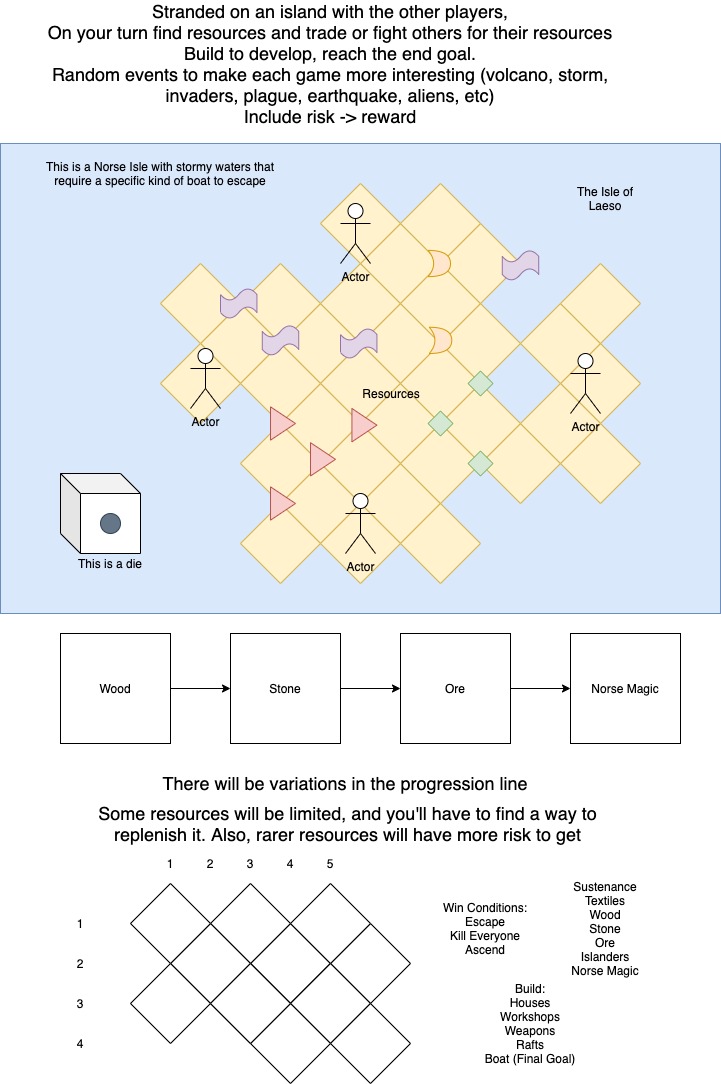 Stranded on an island with the other players,
On your turn find resources and trade or fight others for their resources
Build to develop, reach the end goal.
Random events to make each game more interesting (volcano, storm,
invaders, plague, earthquake, aliens, etc)
Include risk -> reward
This is a Norse Isle with stormy waters that
require a specific kind of boat to escape
The Isle of
Laeso
Actor
Resources
Actor
Actor
Actor
This is a die
Wood
Stone
Ore
Norse Magic
There will be variations in the progression line
Some resources will be limited, and you'll have to find a way to
replenish it. Also, rarer resources will have more risk to get
1 2 3 4 5
1
2
3
4
Win Conditions:
Escape
Kill Everyone
Ascend
Sustenance
Textiles
Wood
Stone
Ore
Islanders
Norse Magic
Build:
Houses
Workshops
Weapons
Rafts
Boat (Final Goal)